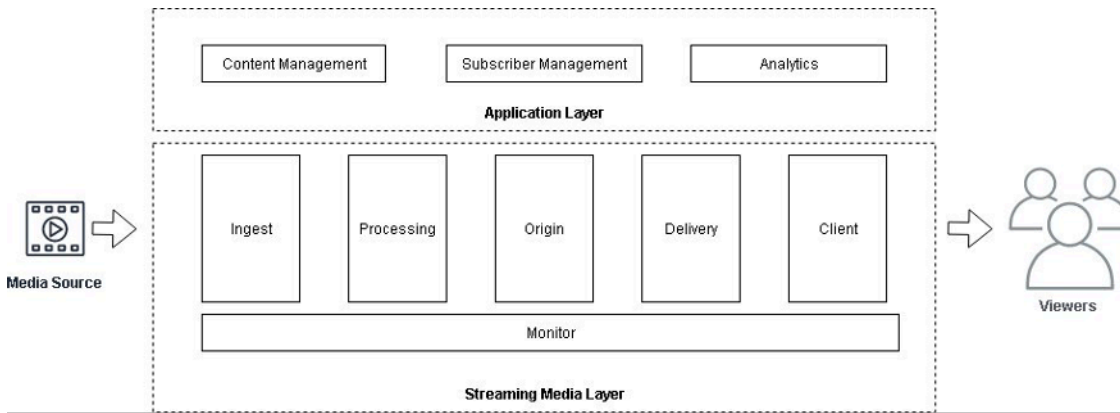 Content Management
Subscriber Management
Analytics
Application Layer
Media Source
Ingest
Processing
Origin
Delivery
Client
Monitor
Streaming Media Layer
Viewers